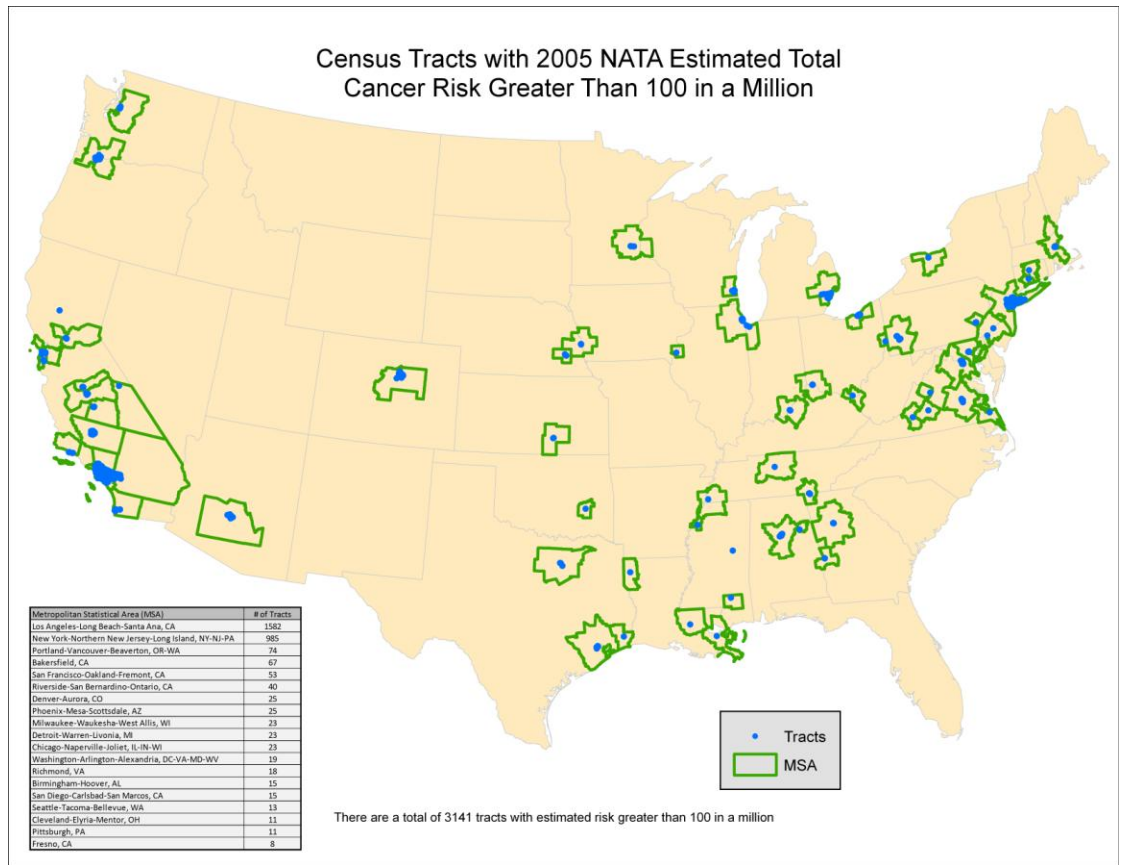 Census Tracts with 2005 NATA Estimated Total
Cancer Risk Greater Than 100 in a Million
Metropolitan Statistical Area (MSA) # of Tracts
Los Angeles-Long Beach-Santa Ana, CA 1582
New York-Northern New Jersey-Long Island, NY-NJ-PA 985
Portland-Vancouver-Beaverton, OR-WA 74
Bakersfield, CA 67
San Francisco-Oakland-Fremont, CA 53
Riverside-San Bernardino-Ontario, CA 40
Denver-Aurora, CO 25
Phoenix-Mesa-Scottsdale, AZ 25
Milwaukee-Waukesha-West Allis, WI 23
Detroit-Warren-Livonia, MI 23
Chicago-Naperville-Joliet, IL-IN-WI 23
Washington-Arlington-Alexandria, DC-VA-MD-WV 19
Richmond, VA 18
Birmingham-Hoover, AL 15
San Diego-Carlsbad-San Marcos, CA 15
Seattle-Tacoma-Bellevue, WA 13
Cleveland-Elyria-Mentor, OH 11
Pittsburgh, PA 11
Fresno, CA 8
Tracts
MSA
There are a total of 3141 tracts with estimated risk greater than 100 in a million